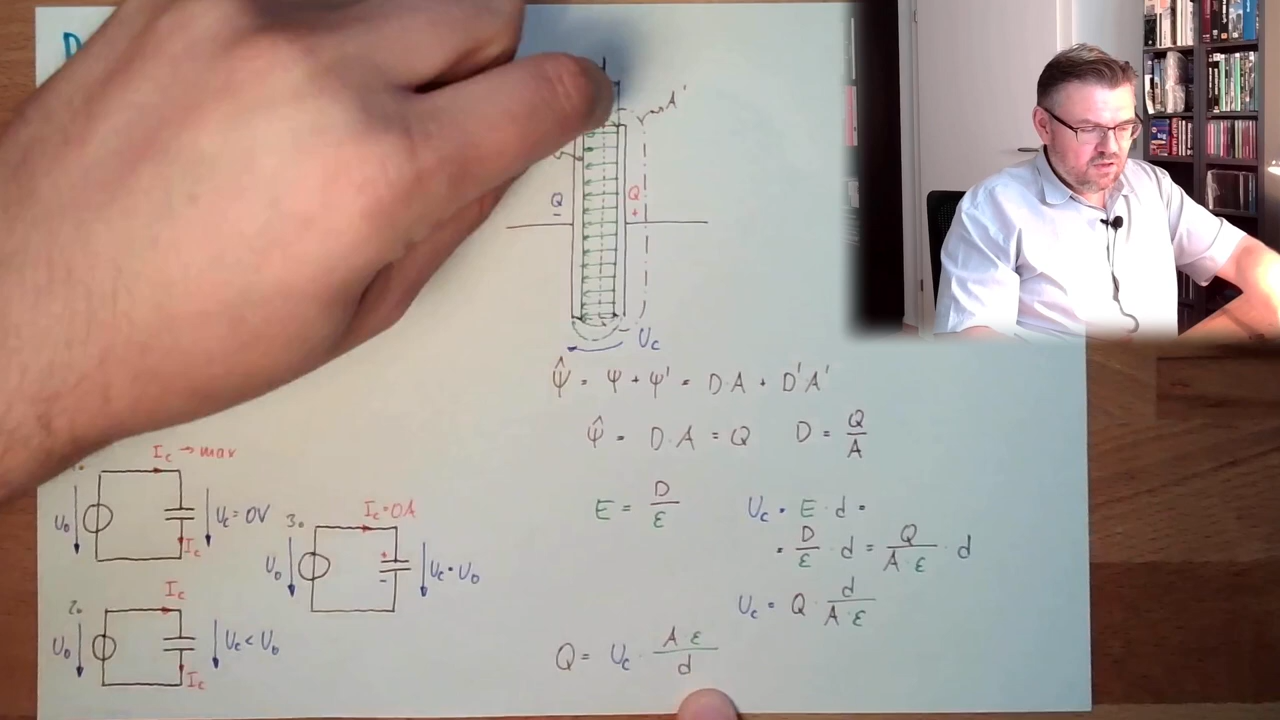 D
A'
Q
-
Q
+
U_C
Ψ̂ = Ψ + Ψ' = D·A + D'A'
Ψ̂ = D·A = Q D = Q/A
E = D/ε U_C = E · d =
= D/ε · d = Q/(A ε) · d
U_C = Q · d/(A ε)
Q = U_C · (A ε)/d
I_C → max
U_0
U_C = 0V
I_C
2.
I_C
U_0
U_C < U_0
I_C
3.
I_C = 0A
U_0
+
-
U_C = U_0